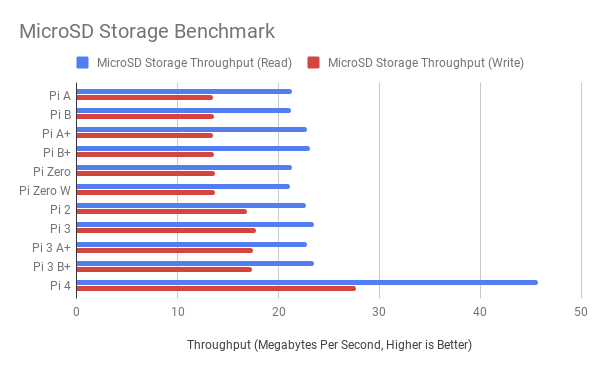 MicroSD Storage Benchmark
MicroSD Storage Throughput (Read) MicroSD Storage Throughput (Write)
Pi A
Pi B
Pi A+
Pi B+
Pi Zero
Pi Zero W
Pi 2
Pi 3
Pi 3 A+
Pi 3 B+
Pi 4
0 10 20 30 40 50
Throughput (Megabytes Per Second, Higher is Better)